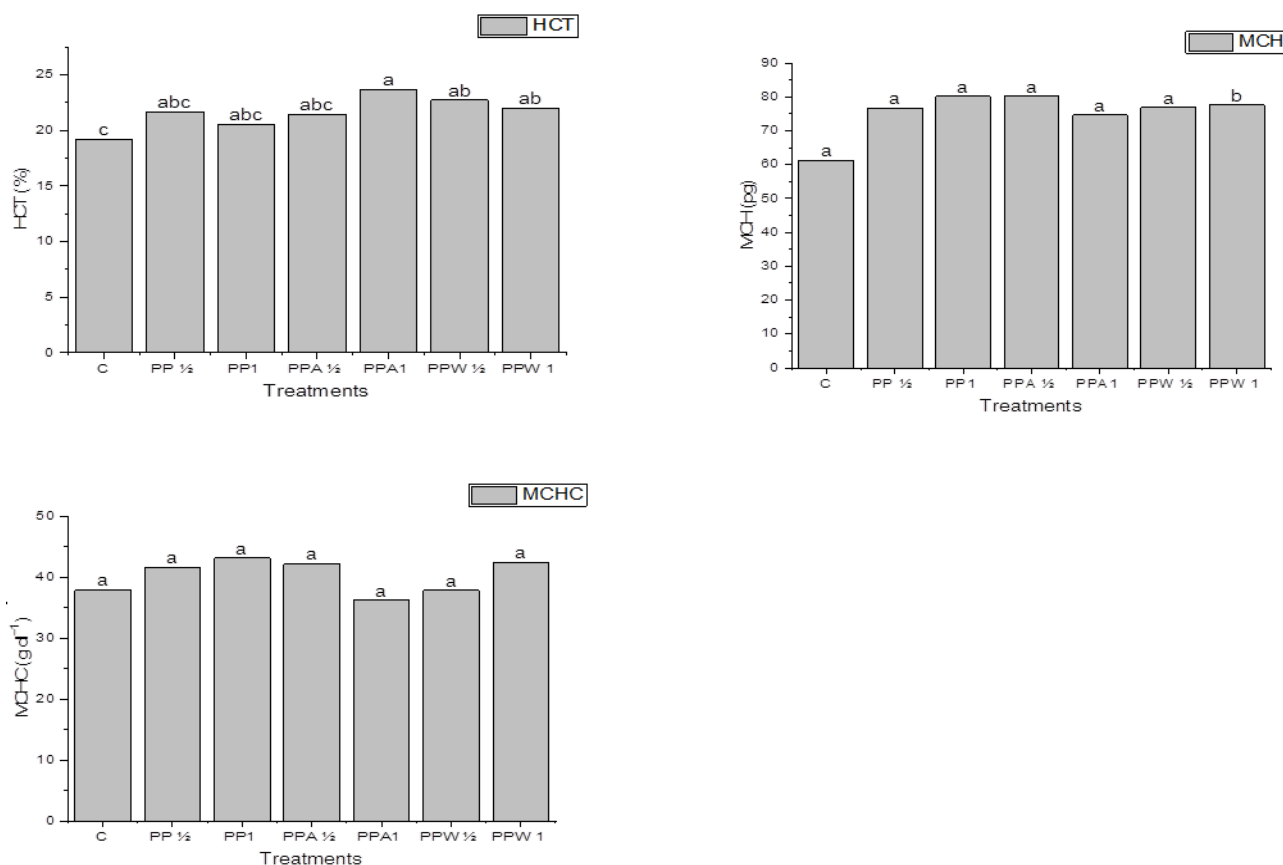 HCT
25
20
15
10
5
0
HCT (%)
c abc abc abc a ab ab
C PP ½ PP1 PPA ½ PPA1 PPW ½ PPW 1
Treatments
MCH
90
80
70
60
50
40
30
20
10
0
MCH (pg)
a a a a a a b
C PP ½ PP1 PPA ½ PPA1 PPW ½ PPW 1
Treatments
MCHC
50
40
30
20
10
0
MCHC (g dl⁻¹)
a a a a a a a
C PP ½ PP1 PPA ½ PPA1 PPW ½ PPW 1
Treatments